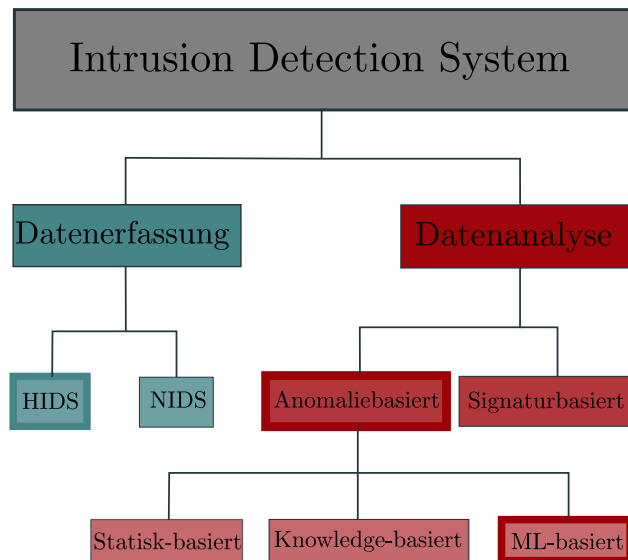 Intrusion Detection System
Datenerfassung
Datenanalyse
HIDS
NIDS
Anomaliebasiert
Signaturbasiert
Statisk-basiert
Knowledge-basiert
ML-basiert